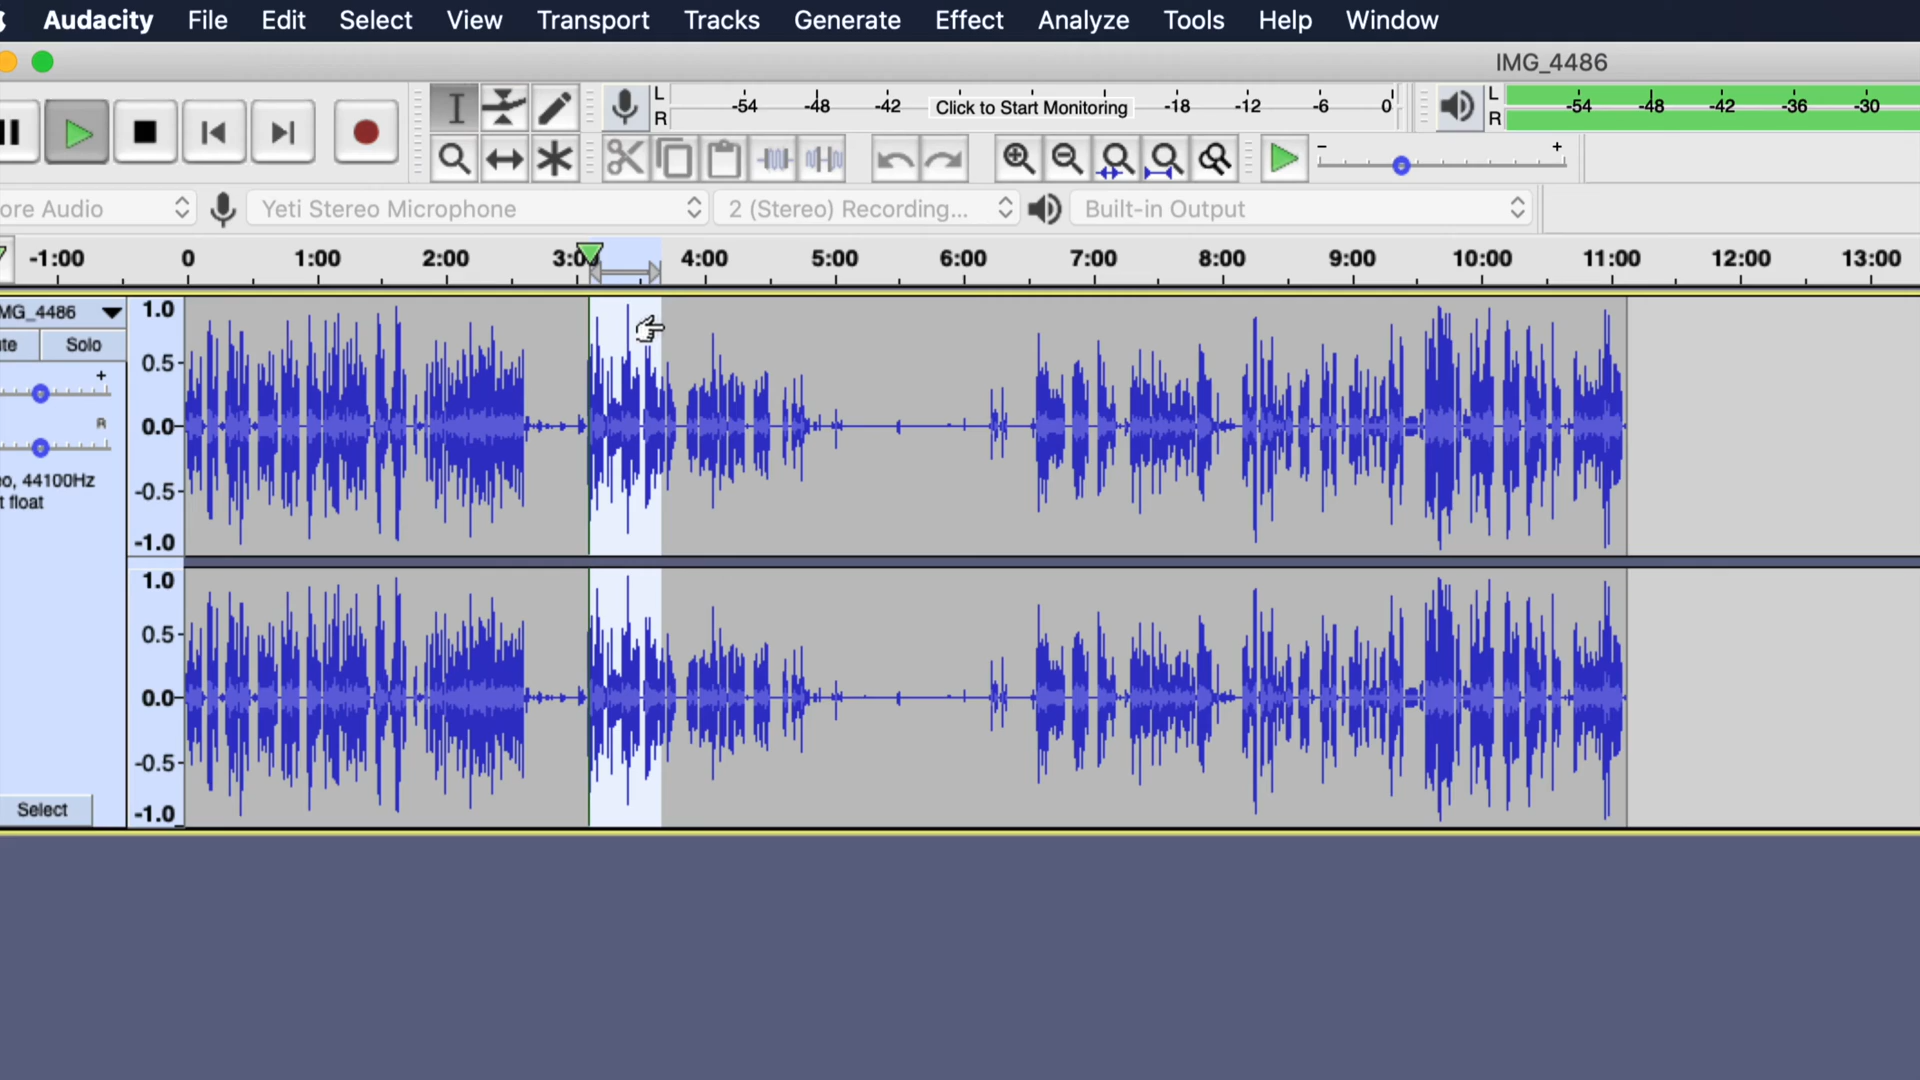 Audacity File Edit Select View Transport Tracks Generate Effect Analyze Tools Help Window
IMG_4486
L -54 -48 -42 Click to Start Monitoring -18 -12 -6 0 L -54 -48 -42 -36 -30
R R
- +
ore Audio Yeti Stereo Microphone 2 (Stereo) Recording... Built-in Output
-1:00 0 1:00 2:00 3:00 4:00 5:00 6:00 7:00 8:00 9:00 10:00 11:00 12:00 13:00
MG_4486 1.0
te Solo
0.5
+
R
0.0
eo, 44100Hz
-0.5
t float
-1.0
1.0
0.5
0.0
-0.5
Select
-1.0